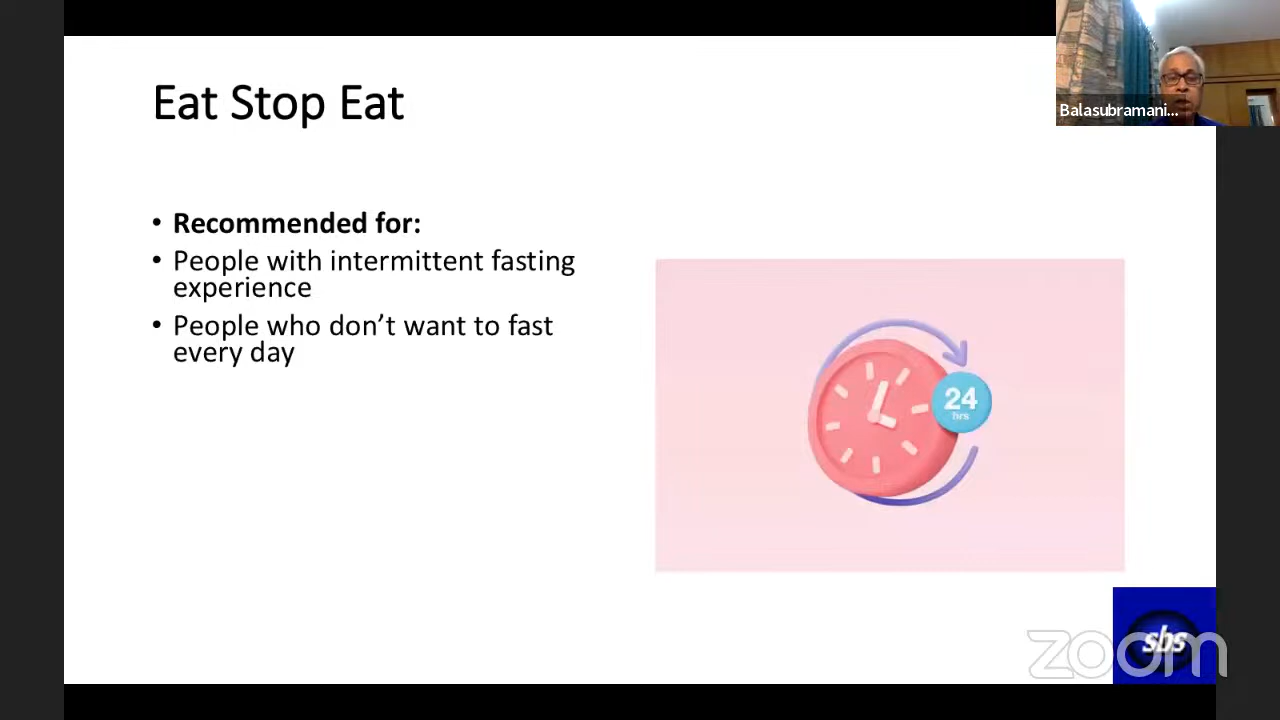 Eat Stop Eat
Balasubramani...
• Recommended for:
• People with intermittent fasting
experience
• People who don’t want to fast
every day
24
hrs
sbs
zoom